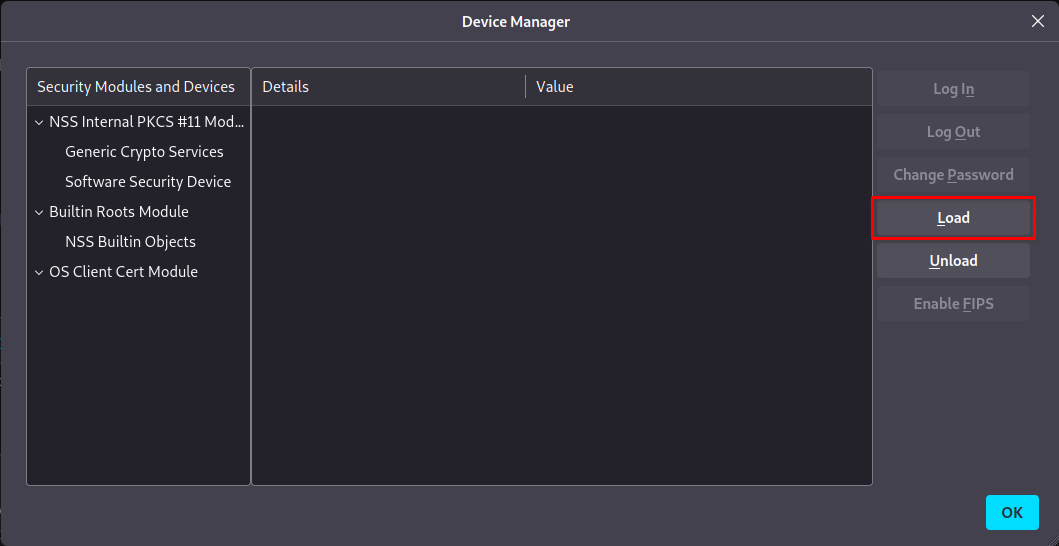 Device Manager
Security Modules and Devices
Details
Value
NSS Internal PKCS #11 Mod...
Generic Crypto Services
Software Security Device
Builtin Roots Module
NSS Builtin Objects
OS Client Cert Module
Log In
Log Out
Change Password
Load
Unload
Enable FIPS
OK